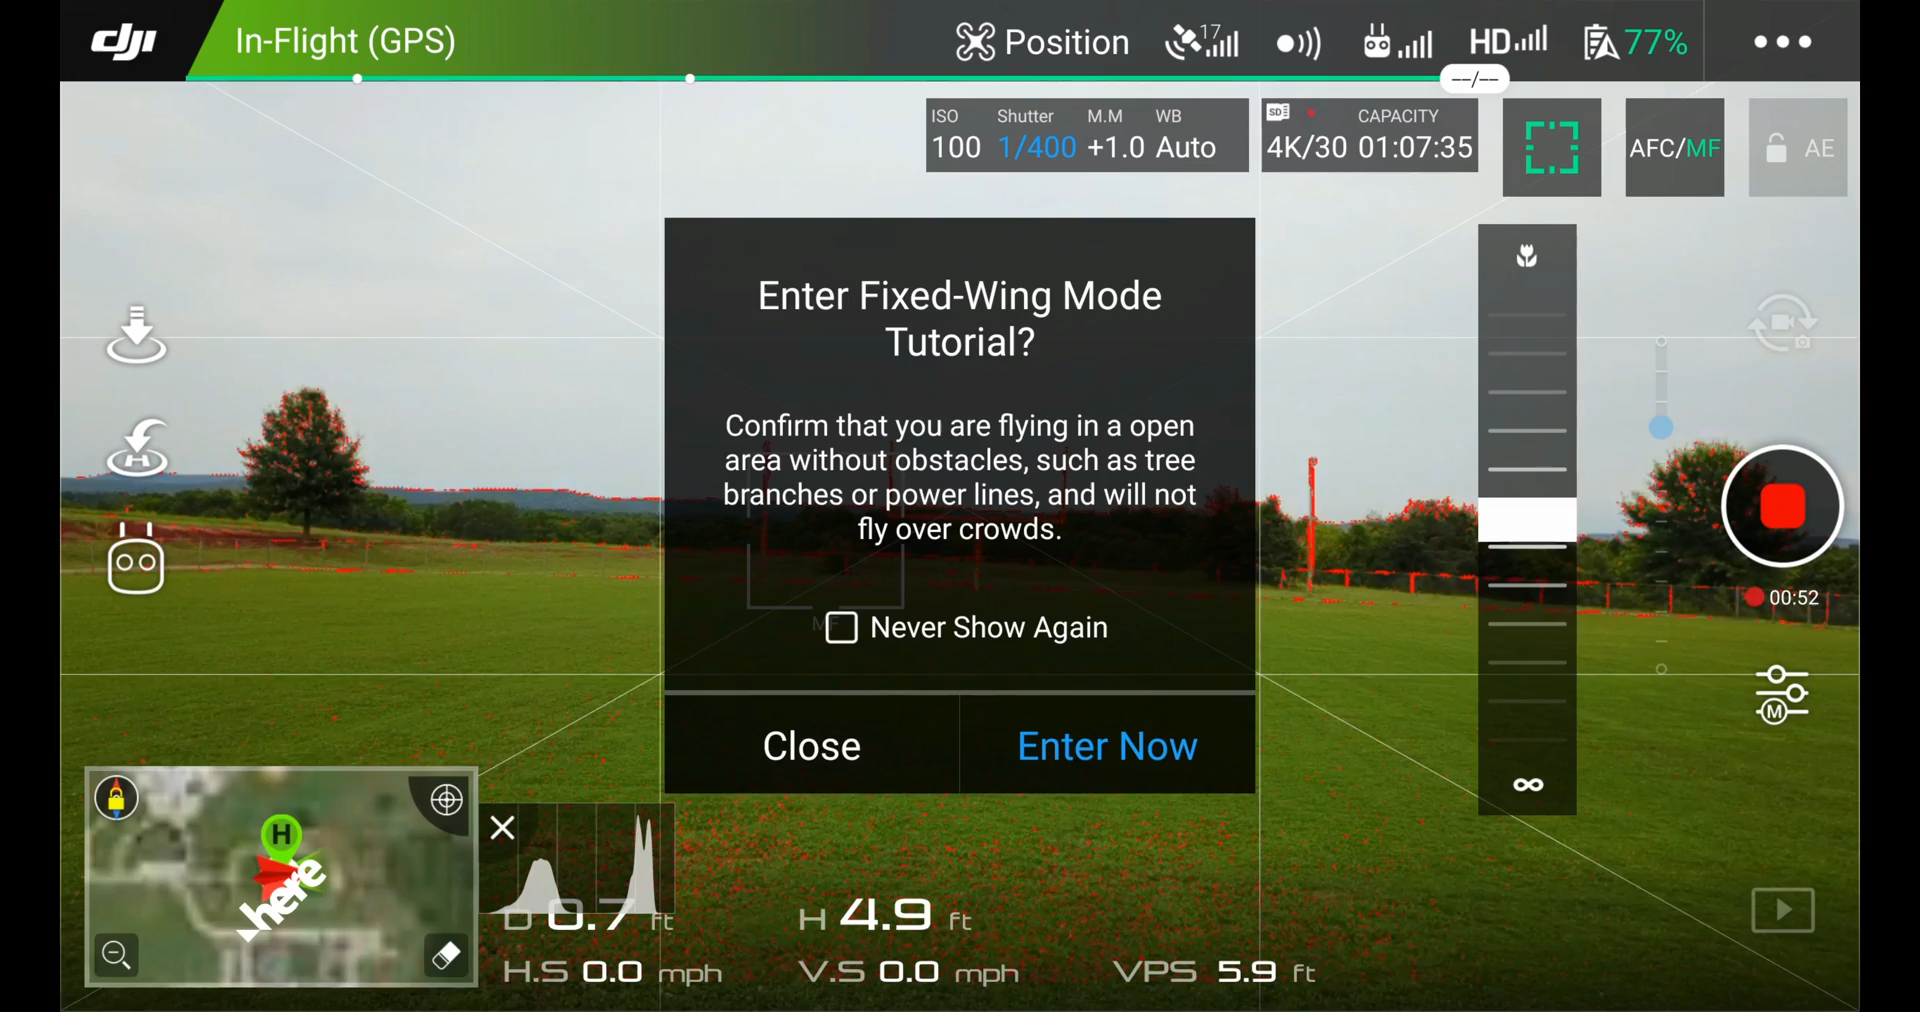 dji In-Flight (GPS) Position 17 HD 77%
--/--
ISO Shutter M.M WB SD CAPACITY
100 1/400 +1.0 Auto 4K/30 01:07:35 AFC/MF AE
Enter Fixed-Wing Mode
Tutorial?
Confirm that you are flying in a open
area without obstacles, such as tree
branches or power lines, and will not
fly over crowds.
00:52
MF
Never Show Again
M
Close Enter Now
H
here
D 0.7 ft H 4.9 ft
H.S 0.0 mph V.S 0.0 mph VPS 5.9 ft